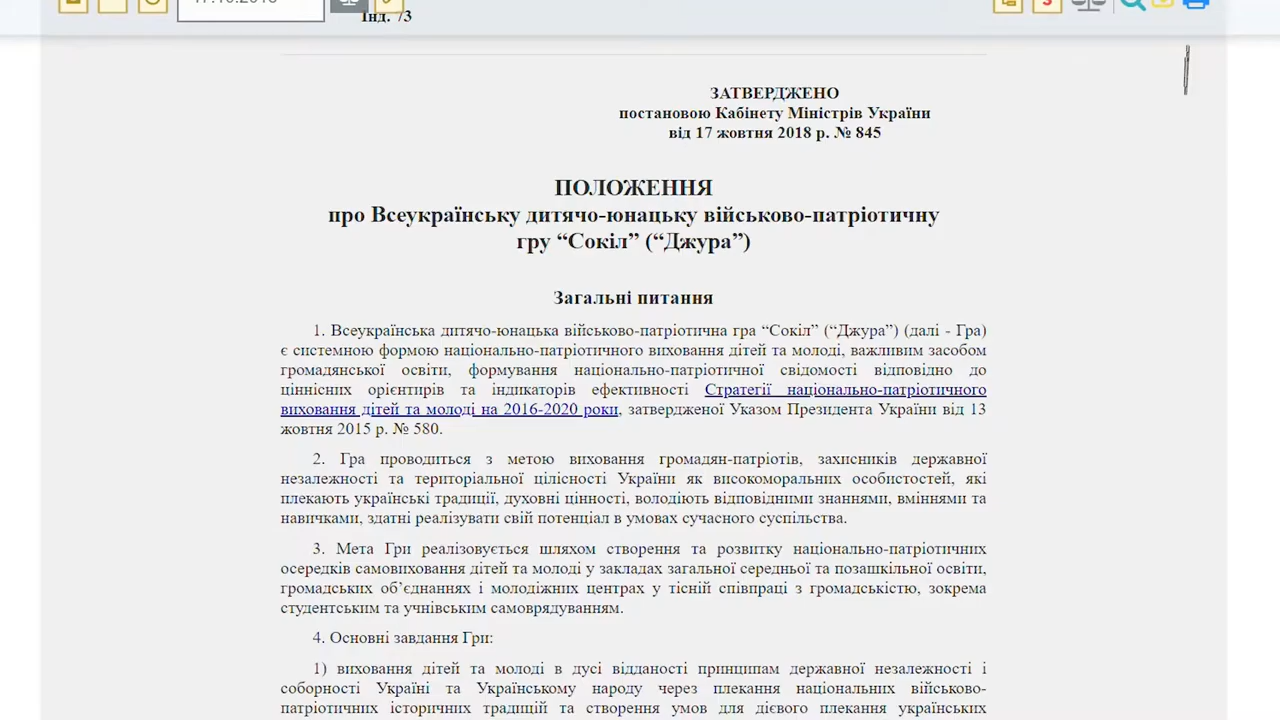 17.10.2018
Інд. 73
ЗАТВЕРДЖЕНО
постановою Кабінету Міністрів України
від 17 жовтня 2018 р. № 845
ПОЛОЖЕННЯ
про Всеукраїнську дитячо-юнацьку військово-патріотичну
гру “Сокіл” (“Джура”)
Загальні питання
1. Всеукраїнська дитячо-юнацька військово-патріотична гра “Сокіл” (“Джура”) (далі - Гра)
є системною формою національно-патріотичного виховання дітей та молоді, важливим засобом
громадянської освіти, формування національно-патріотичної свідомості відповідно до
ціннісних орієнтирів та індикаторів ефективності Стратегії національно-патріотичного
виховання дітей та молоді на 2016-2020 роки, затвердженої Указом Президента України від 13
жовтня 2015 р. № 580.
2. Гра проводиться з метою виховання громадян-патріотів, захисників державної
незалежності та територіальної цілісності України як високоморальних особистостей, які
плекають українські традиції, духовні цінності, володіють відповідними знаннями, вміннями та
навичками, здатні реалізувати свій потенціал в умовах сучасного суспільства.
3. Мета Гри реалізовується шляхом створення та розвитку національно-патріотичних
осередків самовиховання дітей та молоді у закладах загальної середньої та позашкільної освіти,
громадських об’єднаннях і молодіжних центрах у тісній співпраці з громадськістю, зокрема
студентським та учнівським самоврядуванням.
4. Основні завдання Гри:
1) виховання дітей та молоді в дусі відданості принципам державної незалежності і
соборності Україні та Українському народу через плекання національних військово-
патріотичних історичних традицій та створення умов для дієвого плекання українських